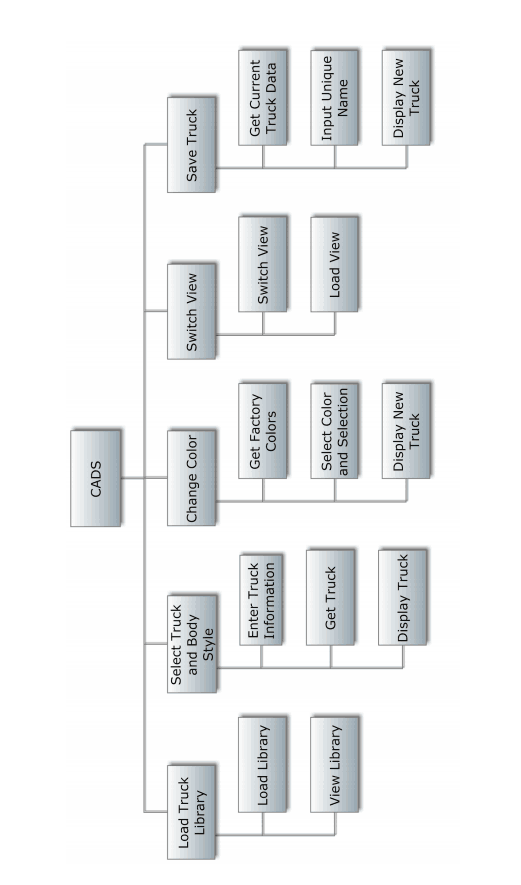 CADS
Load Truck
Library
Load Library
View Library
Select Truck
and Body
Style
Enter Truck
Information
Get Truck
Display Truck
Change Color
Get Factory
Colors
Select Color
and Selection
Display New
Truck
Switch View
Switch View
Load View
Save Truck
Get Current
Truck Data
Input Unique
Name
Display New
Truck